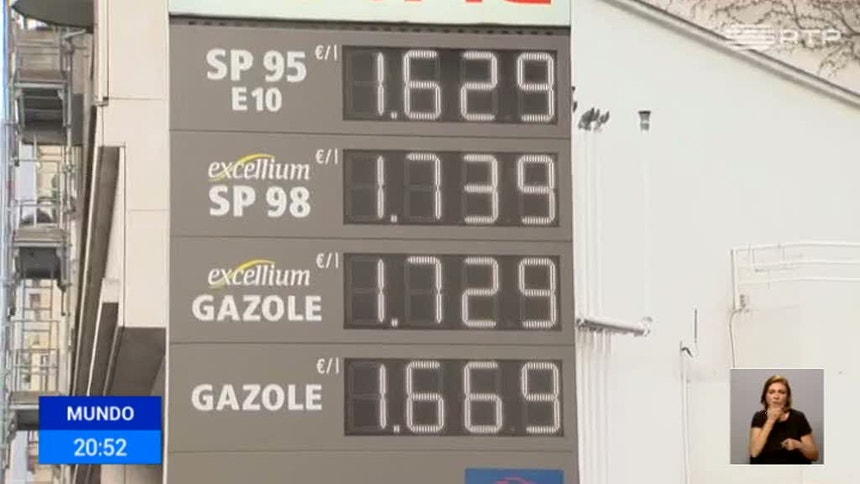 SP 95 €/l 1.629
E10
excellium €/l
SP 98 1.739
excellium €/l
GAZOLE 1.729
€/l
GAZOLE 1.669
RTP
MUNDO
20:52